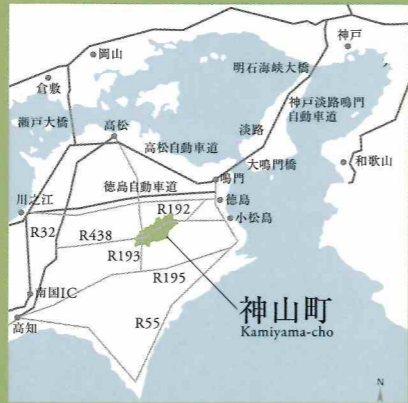 神戸
岡山
倉敷
明石海峡大橋
神戸淡路鳴門
自動車道
瀬戸大橋
高松
淡路
高松自動車道
大鳴門橋
和歌山
鳴門
徳島自動車道
徳島
川之江
R192
小松島
R32
R438
R193
R195
南国IC
神山町
Kamiyama-cho
R55
高知
N